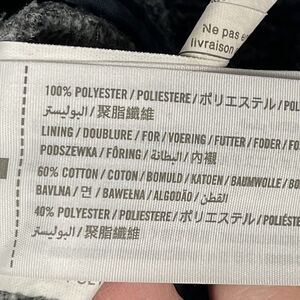 Ne pas e
livraison
100% POLYESTER / POLIESTERE / ポリエステル / POL
聚酯纖維 / البوليستر
LINING / DOUBLURE / FOR / VOERING / FUTTER / FODER / FO
PODSZEWKA / FÔRING / البطانة / 內襯
60% COTTON / COTON / BOMULD / KATOEN / BAUMWOLLE / BO
BAVLNA / 면 / BAWEŁNA / ALGODÃO / القطن /
40% POLYESTER / POLIESTERE / ポリエステル / POLIÉSTE
聚脂纖維 / البوليستر